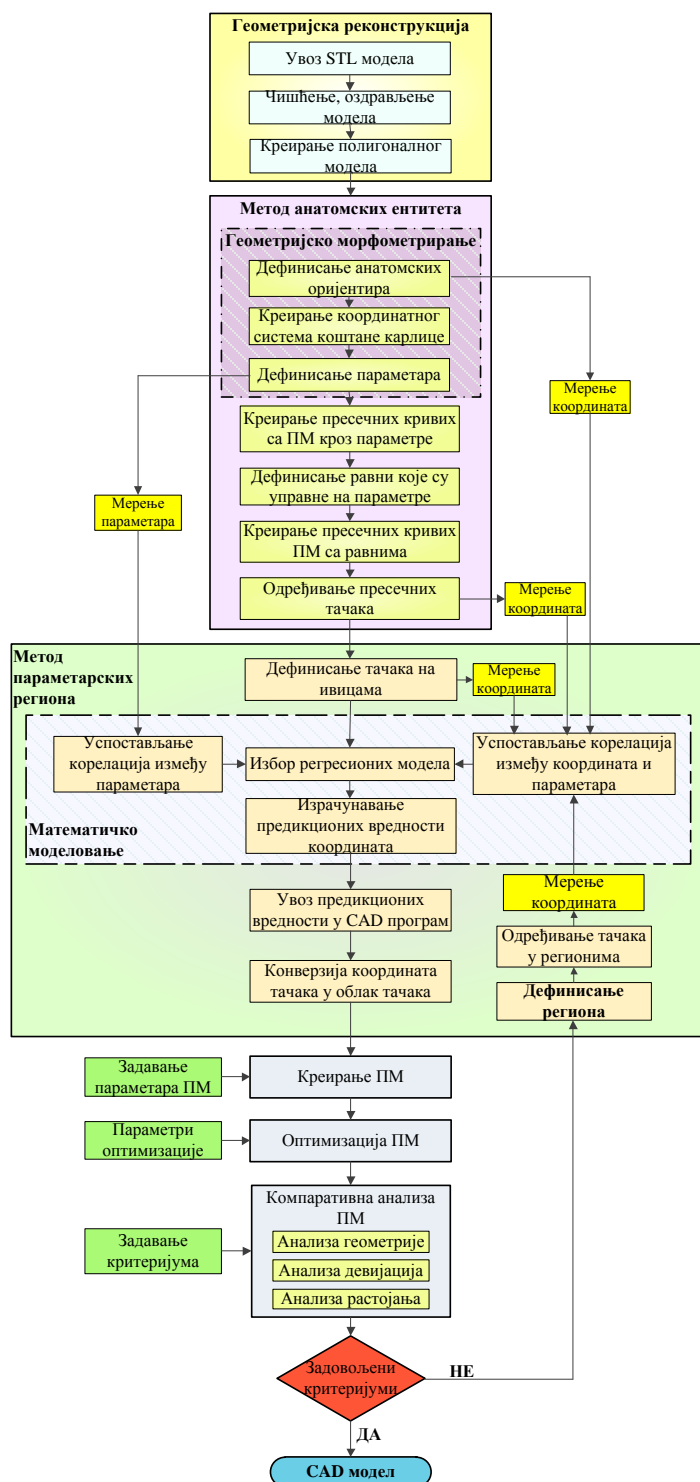 Геометријска реконструкција
Увоз STL модела
Чишћење, оздрављење
модела
Креирање полигоналног
модела
Метод анатомских ентитета
Геометријско морфометрирање
Дефинисање анатомских
оријентира
Креирање координатног
система коштане карлице
Дефинисање параметара
Мерење
координата
Креирање пресечних кривих
са ПМ кроз параметре
Дефинисање равни које су
управне на параметре
Мерење
параметара
Креирање пресечних кривих
ПМ са равнима
Одређивање пресечних
тачака
Мерење
координата
Метод
параметарских
региона
Дефинисање тачака на
ивицама
Мерење
координата
Успостављање
корелација између
параметара
Избор регресионих модела
Успостављање корелација
између координата и
параметара
Математичко
моделовање
Израчунавање
предикционих вредности
координата
Мерење
координата
Увоз предикционих
вредности у CAD програм
Одређивање тачака
у регионима
Конверзија координата
тачака у облак тачака
Дефинисање
региона
Задавање
параметара ПМ
Креирање ПМ
Параметри
оптимизације
Оптимизација ПМ
Компаративна анализа
ПМ
Анализа геометрије
Анализа девијација
Анализа растојања
Задавање
критеријума
Задовољени
критеријуми
НЕ
ДА
CAD модел